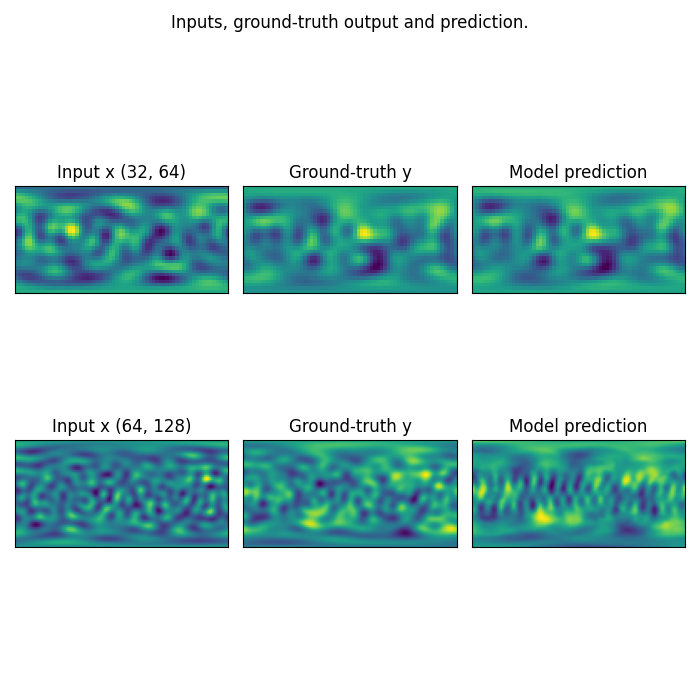 Inputs, ground-truth output and prediction.
Input x (32, 64)
Ground-truth y
Model prediction
Input x (64, 128)
Ground-truth y
Model prediction